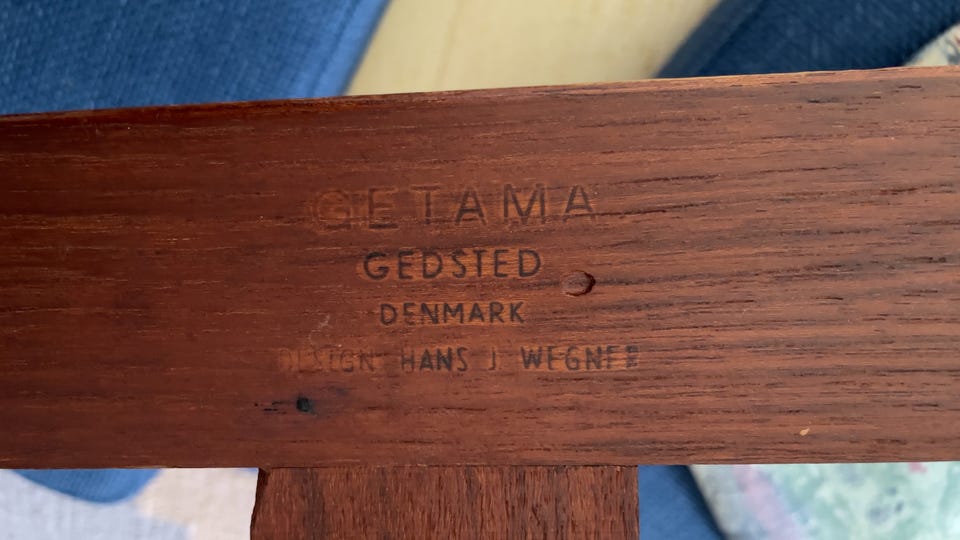 GETAMA
GEDSTED
DENMARK
DESIGN HANS J WEGNER